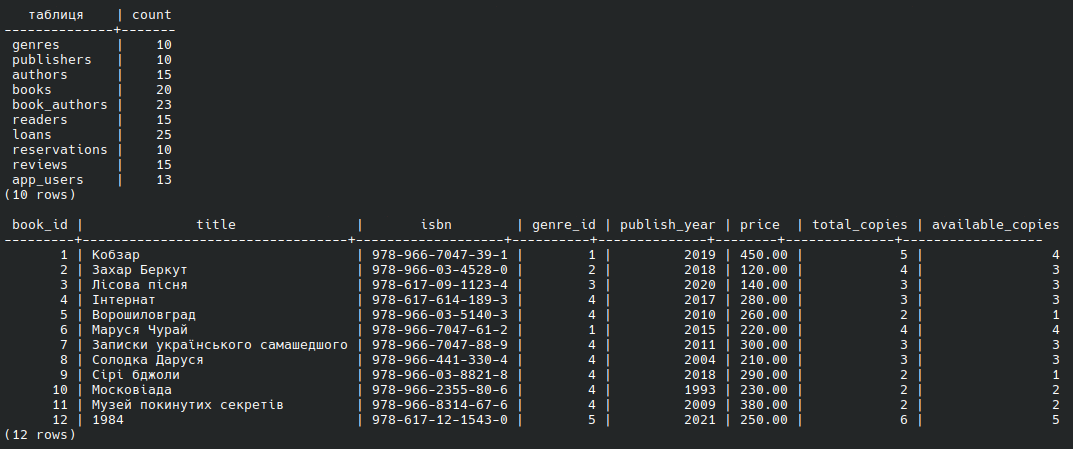 таблиця | count
--------------+-------
genres | 10
publishers | 10
authors | 15
books | 20
book_authors | 23
readers | 15
loans | 25
reservations | 10
reviews | 15
app_users | 13
(10 rows)
book_id | title | isbn | genre_id | publish_year | price | total_copies | available_copies
---------+----------------------------------+-------------------+----------+--------------+--------+--------------+------------------
1 | Кобзар | 978-966-7047-39-1 | 1 | 2019 | 450.00 | 5 | 4
2 | Захар Беркут | 978-966-03-4528-0 | 2 | 2018 | 120.00 | 4 | 3
3 | Лісова пісня | 978-617-09-1123-4 | 3 | 2020 | 140.00 | 3 | 3
4 | Інтернат | 978-617-614-189-3 | 4 | 2017 | 280.00 | 3 | 3
5 | Ворошиловград | 978-966-03-5140-3 | 4 | 2010 | 260.00 | 2 | 1
6 | Маруся Чурай | 978-966-7047-61-2 | 1 | 2015 | 220.00 | 4 | 4
7 | Записки українського самашедшого | 978-966-7047-88-9 | 4 | 2011 | 300.00 | 3 | 3
8 | Солодка Даруся | 978-966-441-330-4 | 4 | 2004 | 210.00 | 3 | 3
9 | Сірі бджоли | 978-966-03-8821-8 | 4 | 2018 | 290.00 | 2 | 1
10 | Московіада | 978-966-2355-80-6 | 4 | 1993 | 230.00 | 2 | 2
11 | Музей покинутих секретів | 978-966-8314-67-6 | 4 | 2009 | 380.00 | 2 | 2
12 | 1984 | 978-617-12-1543-0 | 5 | 2021 | 250.00 | 6 | 5
(12 rows)